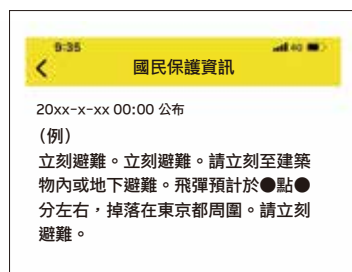 9:35
4G
國民保護資訊
20xx-x-xx 00:00 公布
（例）
立刻避難。立刻避難。請立刻至建築
物內或地下避難。飛彈預計於●點●
分左右，掉落在東京都周圍。請立刻
避難。